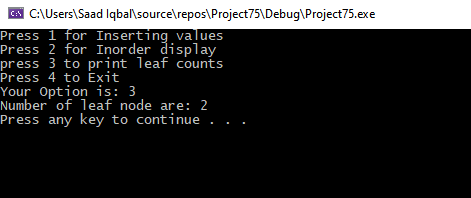 C:\Users\Saad Iqbal\source\repos\Project75\Debug\Project75.exe
Press 1 for Inserting values
Press 2 for Inorder display
press 3 to print leaf counts
Press 4 to Exit
Your Option is: 3
Number of leaf node are: 2
Press any key to continue . . .